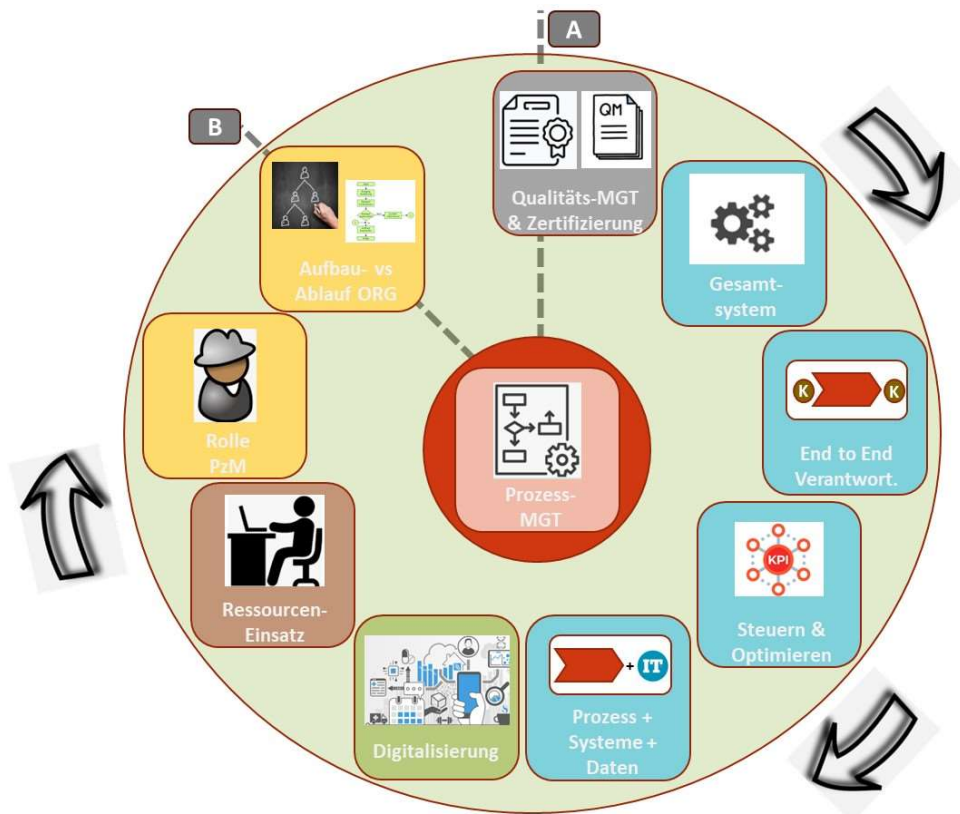 A
B
QM
Qualitäts-MGT
& Zertifizierung
Aufbau- vs
Ablauf ORG
Gesamt-
system
K
K
End to End
Verantwort.
Rolle
PzM
Prozess-
MGT
KPI
Steuern &
Optimieren
Ressourcen-
Einsatz
Digitalisierung
+ IT
Prozess +
Systeme +
Daten